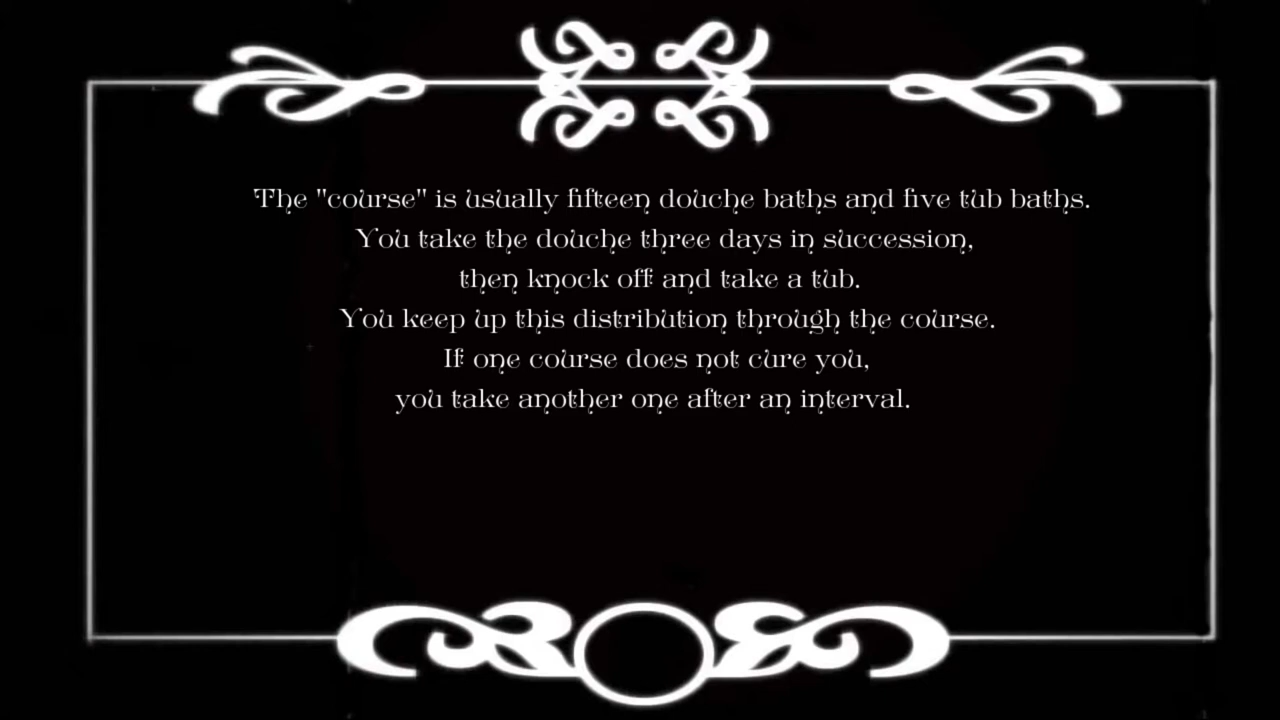 The "course" is usually fifteen douche baths and five tub baths.
You take the douche three days in succession,
then knock off and take a tub.
You keep up this distribution through the course.
If one course does not cure you,
you take another one after an interval.